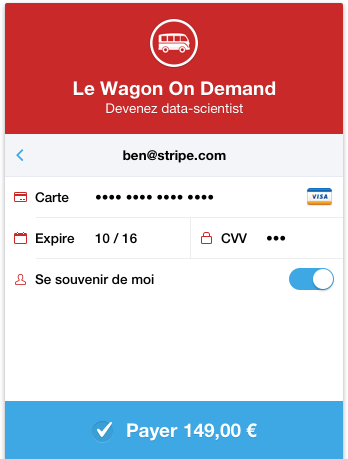 Le Wagon On Demand
Devenez data-scientist
ben@stripe.com
Carte •••• •••• •••• •••• VISA
Expire 10 / 16 CVV •••
Se souvenir de moi
Payer 149,00 €